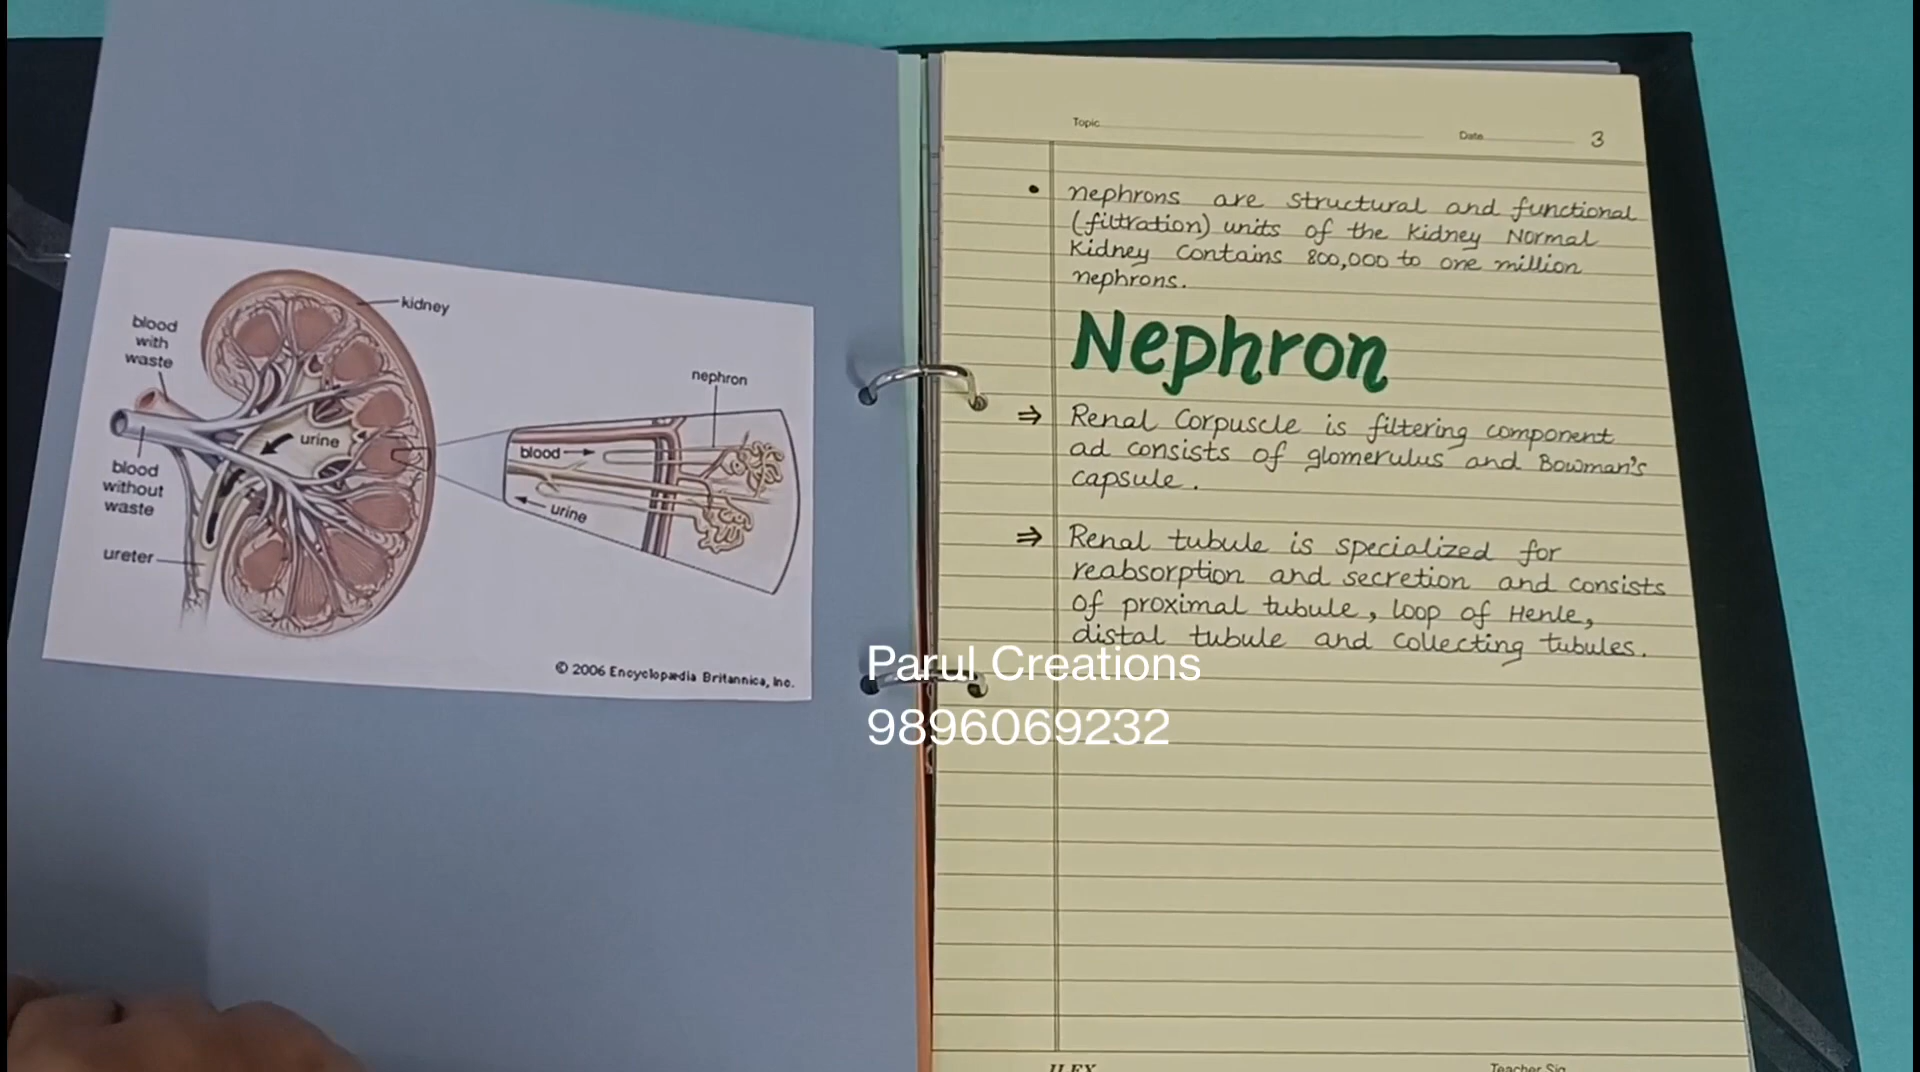 kidney
blood
with
waste
nephron
urine
blood
blood
without
waste
urine
ureter
© 2006 Encyclopædia Britannica, Inc.
Topic
Date
3
• nephrons are structural and functional
(filtration) units of the kidney Normal
kidney contains 800,000 to one million
nephrons.
Nephron
⇒ Renal Corpuscle is filtering component
ad consists of glomerulus and Bowman's
capsule.
⇒ Renal tubule is specialized for
reabsorption and secretion and consists
of proximal tubule, loop of Henle,
distal tubule and collecting tubules.
Parul Creations
9896069232
Teacher Sig